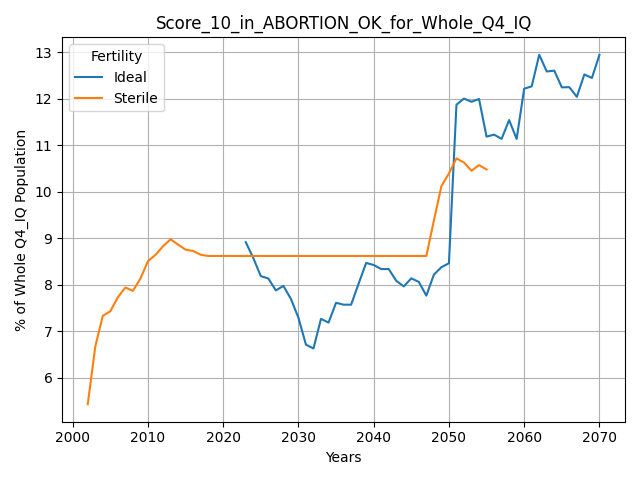 Score_10_in_ABORTION_OK_for_Whole_Q4_IQ
Fertility
Ideal
Sterile
% of Whole Q4_IQ Population
13
12
11
10
9
8
7
6
2000 2010 2020 2030 2040 2050 2060 2070
Years